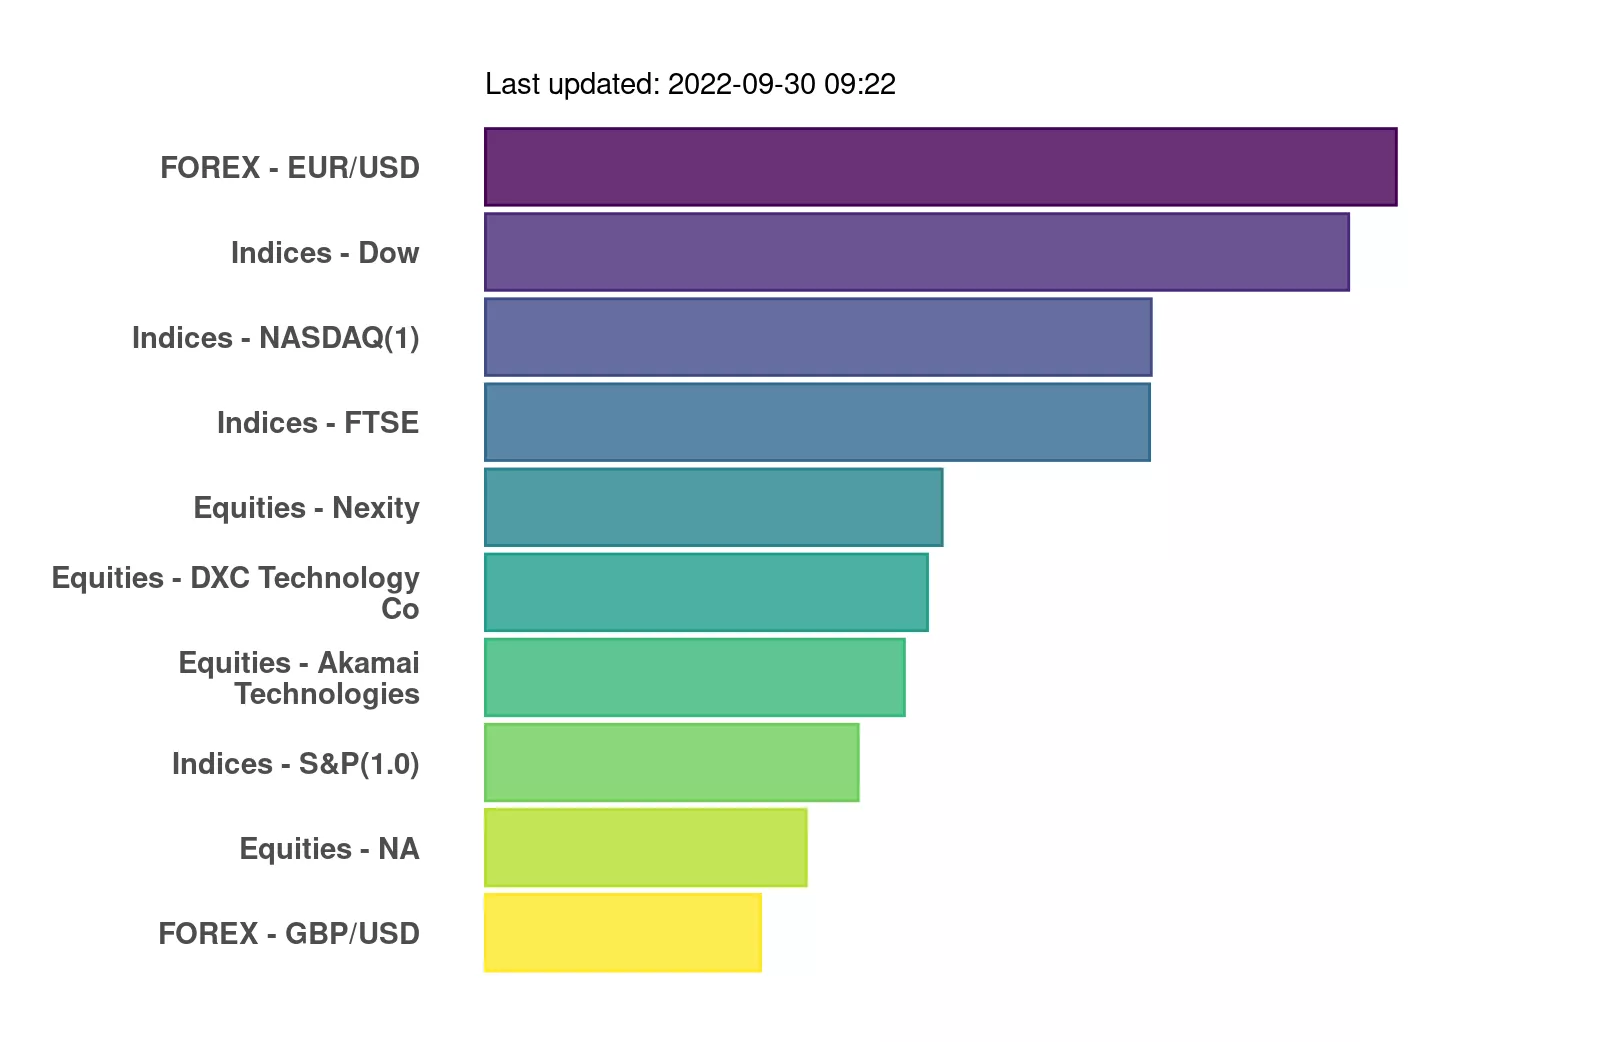 Last updated: 2022-09-30 09:22
FOREX - EUR/USD
Indices - Dow
Indices - NASDAQ(1)
Indices - FTSE
Equities - Nexity
Equities - DXC Technology
Co
Equities - Akamai
Technologies
Indices - S&P(1.0)
Equities - NA
FOREX - GBP/USD